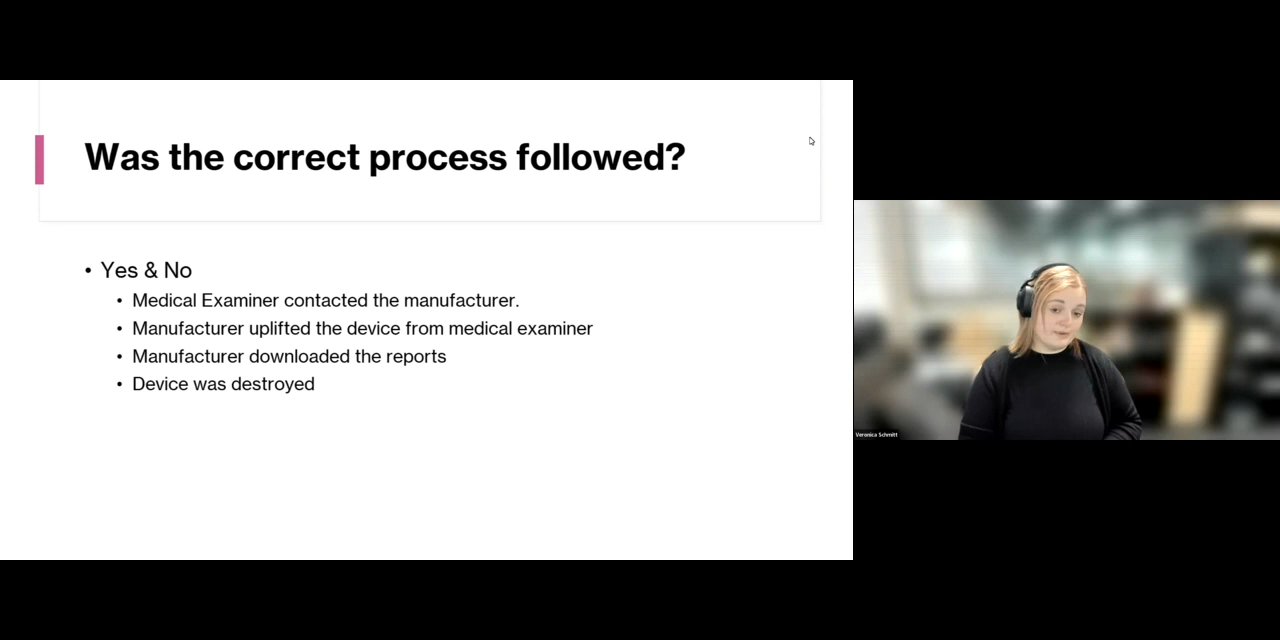 Was the correct process followed?
• Yes & No
• Medical Examiner contacted the manufacturer.
• Manufacturer uplifted the device from medical examiner
• Manufacturer downloaded the reports
• Device was destroyed
Veronica Schmitt